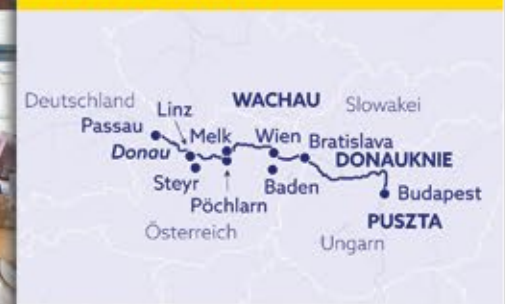 Deutschland
Linz
WACHAU
Slowakei
Passau
Donau
Melk
Wien
Bratislava
DONAUKNIE
Steyr
Pöchlarn
Baden
Budapest
PUSZTA
Österreich
Ungarn